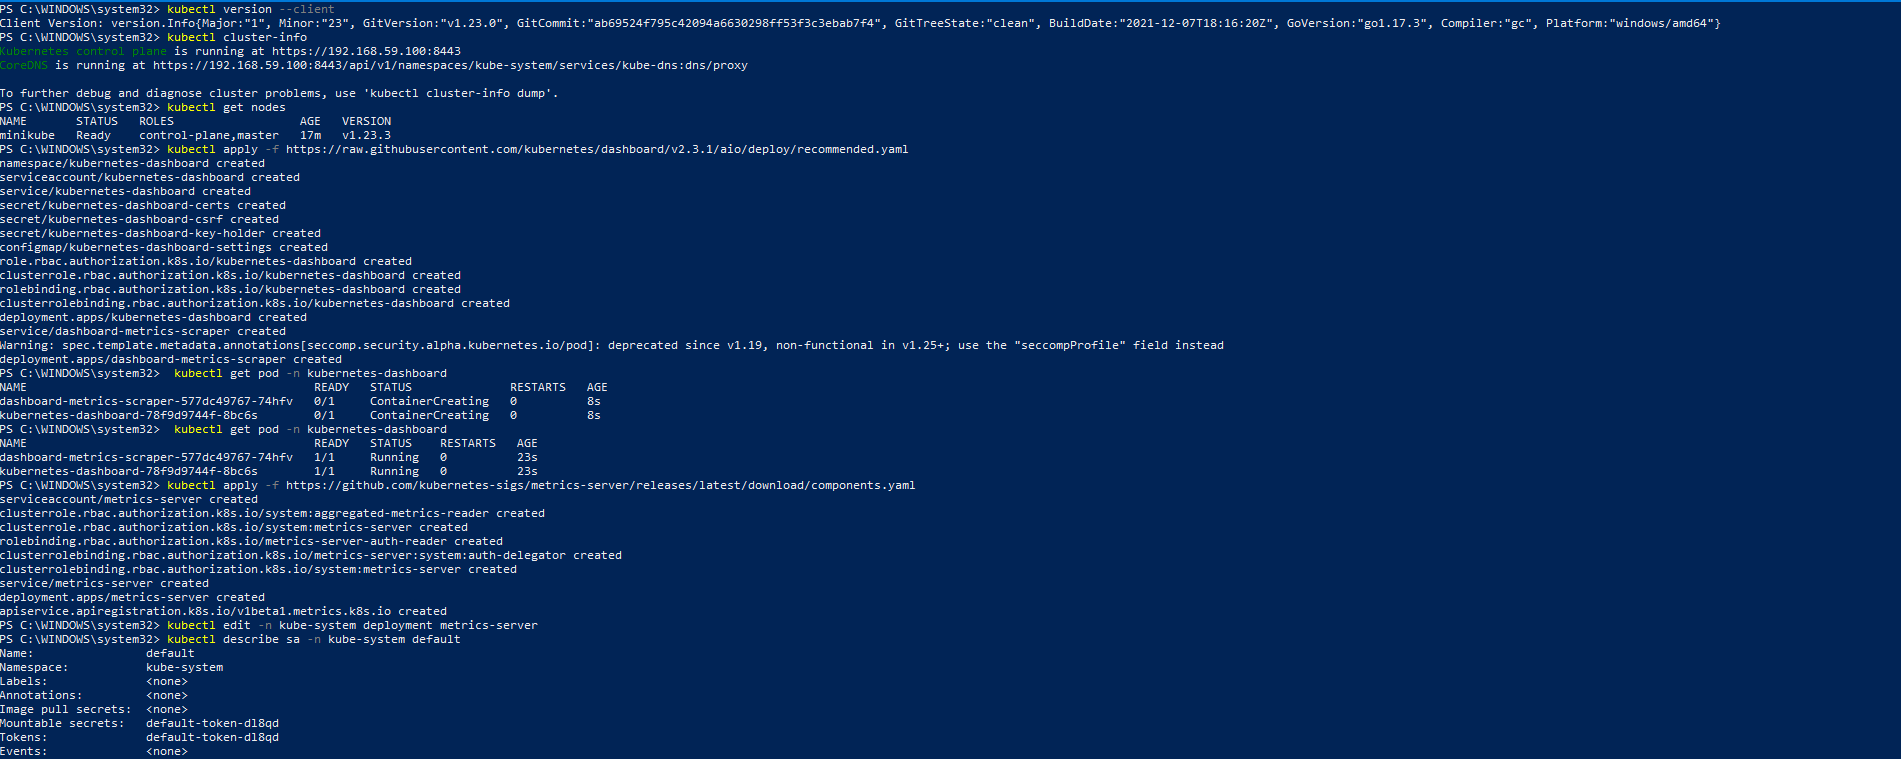 PS C:\WINDOWS\system32> kubectl version --client
Client Version: version.Info{Major:"1", Minor:"23", GitVersion:"v1.23.0", GitCommit:"ab69524f795c42094a6630298ff53f3c3ebab7f4", GitTreeState:"clean", BuildDate:"2021-12-07T18:16:20Z", GoVersion:"go1.17.3", Compiler:"gc", Platform:"windows/amd64"}
PS C:\WINDOWS\system32> kubectl cluster-info
Kubernetes control plane is running at https://192.168.59.100:8443
CoreDNS is running at https://192.168.59.100:8443/api/v1/namespaces/kube-system/services/kube-dns:dns/proxy
To further debug and diagnose cluster problems, use 'kubectl cluster-info dump'.
PS C:\WINDOWS\system32> kubectl get nodes
NAME       STATUS   ROLES                  AGE   VERSION
minikube   Ready    control-plane,master   17m   v1.23.3
PS C:\WINDOWS\system32> kubectl apply -f https://raw.githubusercontent.com/kubernetes/dashboard/v2.3.1/aio/deploy/recommended.yaml
namespace/kubernetes-dashboard created
serviceaccount/kubernetes-dashboard created
service/kubernetes-dashboard created
secret/kubernetes-dashboard-certs created
secret/kubernetes-dashboard-csrf created
secret/kubernetes-dashboard-key-holder created
configmap/kubernetes-dashboard-settings created
role.rbac.authorization.k8s.io/kubernetes-dashboard created
clusterrole.rbac.authorization.k8s.io/kubernetes-dashboard created
rolebinding.rbac.authorization.k8s.io/kubernetes-dashboard created
clusterrolebinding.rbac.authorization.k8s.io/kubernetes-dashboard created
deployment.apps/kubernetes-dashboard created
service/dashboard-metrics-scraper created
Warning: spec.template.metadata.annotations[seccomp.security.alpha.kubernetes.io/pod]: deprecated since v1.19, non-functional in v1.25+; use the "seccompProfile" field instead
deployment.apps/dashboard-metrics-scraper created
PS C:\WINDOWS\system32>  kubectl get pod -n kubernetes-dashboard
NAME                                         READY   STATUS              RESTARTS   AGE
dashboard-metrics-scraper-577dc49767-74hfv   0/1     ContainerCreating   0          8s
kubernetes-dashboard-78f9d9744f-8bc6s        0/1     ContainerCreating   0          8s
PS C:\WINDOWS\system32>  kubectl get pod -n kubernetes-dashboard
NAME                                         READY   STATUS    RESTARTS   AGE
dashboard-metrics-scraper-577dc49767-74hfv   1/1     Running   0          23s
kubernetes-dashboard-78f9d9744f-8bc6s        1/1     Running   0          23s
PS C:\WINDOWS\system32> kubectl apply -f https://github.com/kubernetes-sigs/metrics-server/releases/latest/download/components.yaml
serviceaccount/metrics-server created
clusterrole.rbac.authorization.k8s.io/system:aggregated-metrics-reader created
clusterrole.rbac.authorization.k8s.io/system:metrics-server created
rolebinding.rbac.authorization.k8s.io/metrics-server-auth-reader created
clusterrolebinding.rbac.authorization.k8s.io/metrics-server:system:auth-delegator created
clusterrolebinding.rbac.authorization.k8s.io/system:metrics-server created
service/metrics-server created
deployment.apps/metrics-server created
apiservice.apiregistration.k8s.io/v1beta1.metrics.k8s.io created
PS C:\WINDOWS\system32> kubectl edit -n kube-system deployment metrics-server
PS C:\WINDOWS\system32> kubectl describe sa -n kube-system default
Name:                default
Namespace:           kube-system
Labels:              <none>
Annotations:         <none>
Image pull secrets:  <none>
Mountable secrets:   default-token-dl8qd
Tokens:              default-token-dl8qd
Events:              <none>